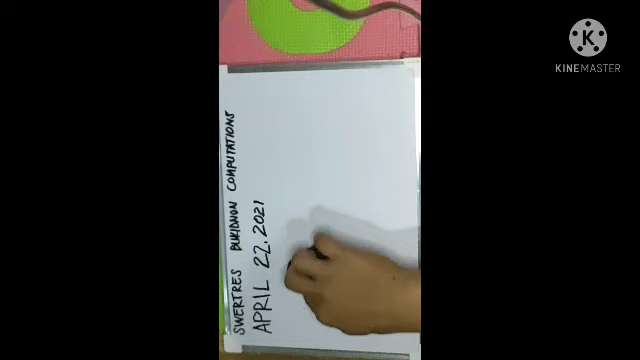 SWERTRES BUKIDNON COMPUTATIONS
APRIL 22, 2021
KINEMASTER